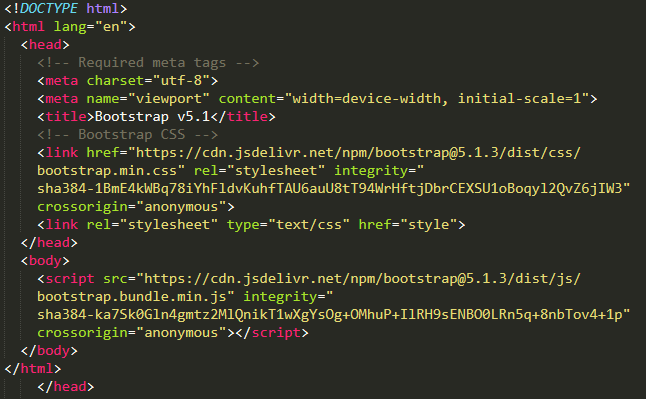 <!DOCTYPE html>
<html lang="en">
<head>
<!-- Required meta tags -->
<meta charset="utf-8">
<meta name="viewport" content="width=device-width, initial-scale=1">
<title>Bootstrap v5.1</title>
<!-- Bootstrap CSS -->
<link href="https://cdn.jsdelivr.net/npm/bootstrap@5.1.3/dist/css/
bootstrap.min.css" rel="stylesheet" integrity="
sha384-1BmE4kWBq78iYhFldvKuhfTAU6auU8tT94WrHftjDbrCEXSU1oBoqyl2QvZ6jIW3"
crossorigin="anonymous">
<link rel="stylesheet" type="text/css" href="style">
</head>
<body>
<script src="https://cdn.jsdelivr.net/npm/bootstrap@5.1.3/dist/js/
bootstrap.bundle.min.js" integrity="
sha384-ka7Sk0Gln4gmtz2MlQnikT1wXgYsOg+OMhuP+IlRH9sENBO0LRn5q+8nbTov4+1p"
crossorigin="anonymous"></script>
</body>
</html>
</head>